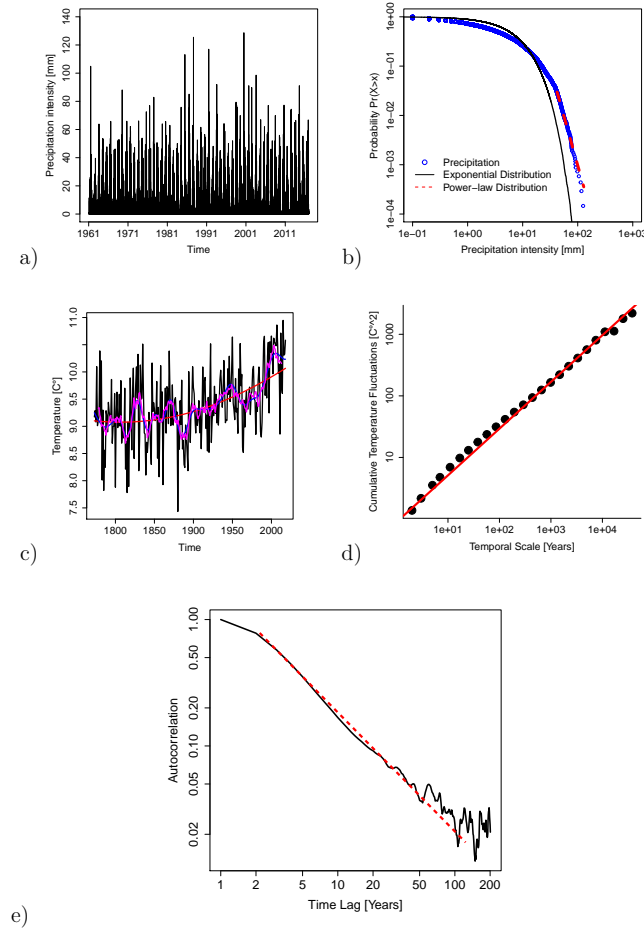 Precipitation intensity [mm]
140
120
100
80
60
40
20
0
1961 1971 1981 1991 2001 2011
Time
a)
Probability Pr(X>x)
1e+00
1e−01
1e−02
1e−03
1e−04
Precipitation
Exponential Distribution
Power−law Distribution
1e−01 1e+00 1e+01 1e+02 1e+03
Precipitation intensity [mm]
b)
Temperature [C°]
11.0
10.5
10.0
9.5
9.0
8.5
8.0
7.5
1800 1850 1900 1950 2000
Time
c)
Cumulative Temperature Fluctuations [C°^2]
1000
100
10
1e+01 1e+02 1e+03 1e+04
Temporal Scale [Years]
d)
Autocorrelation
1.00
0.50
0.20
0.10
0.05
0.02
1 2 5 10 20 50 100 200
Time Lag [Years]
e)